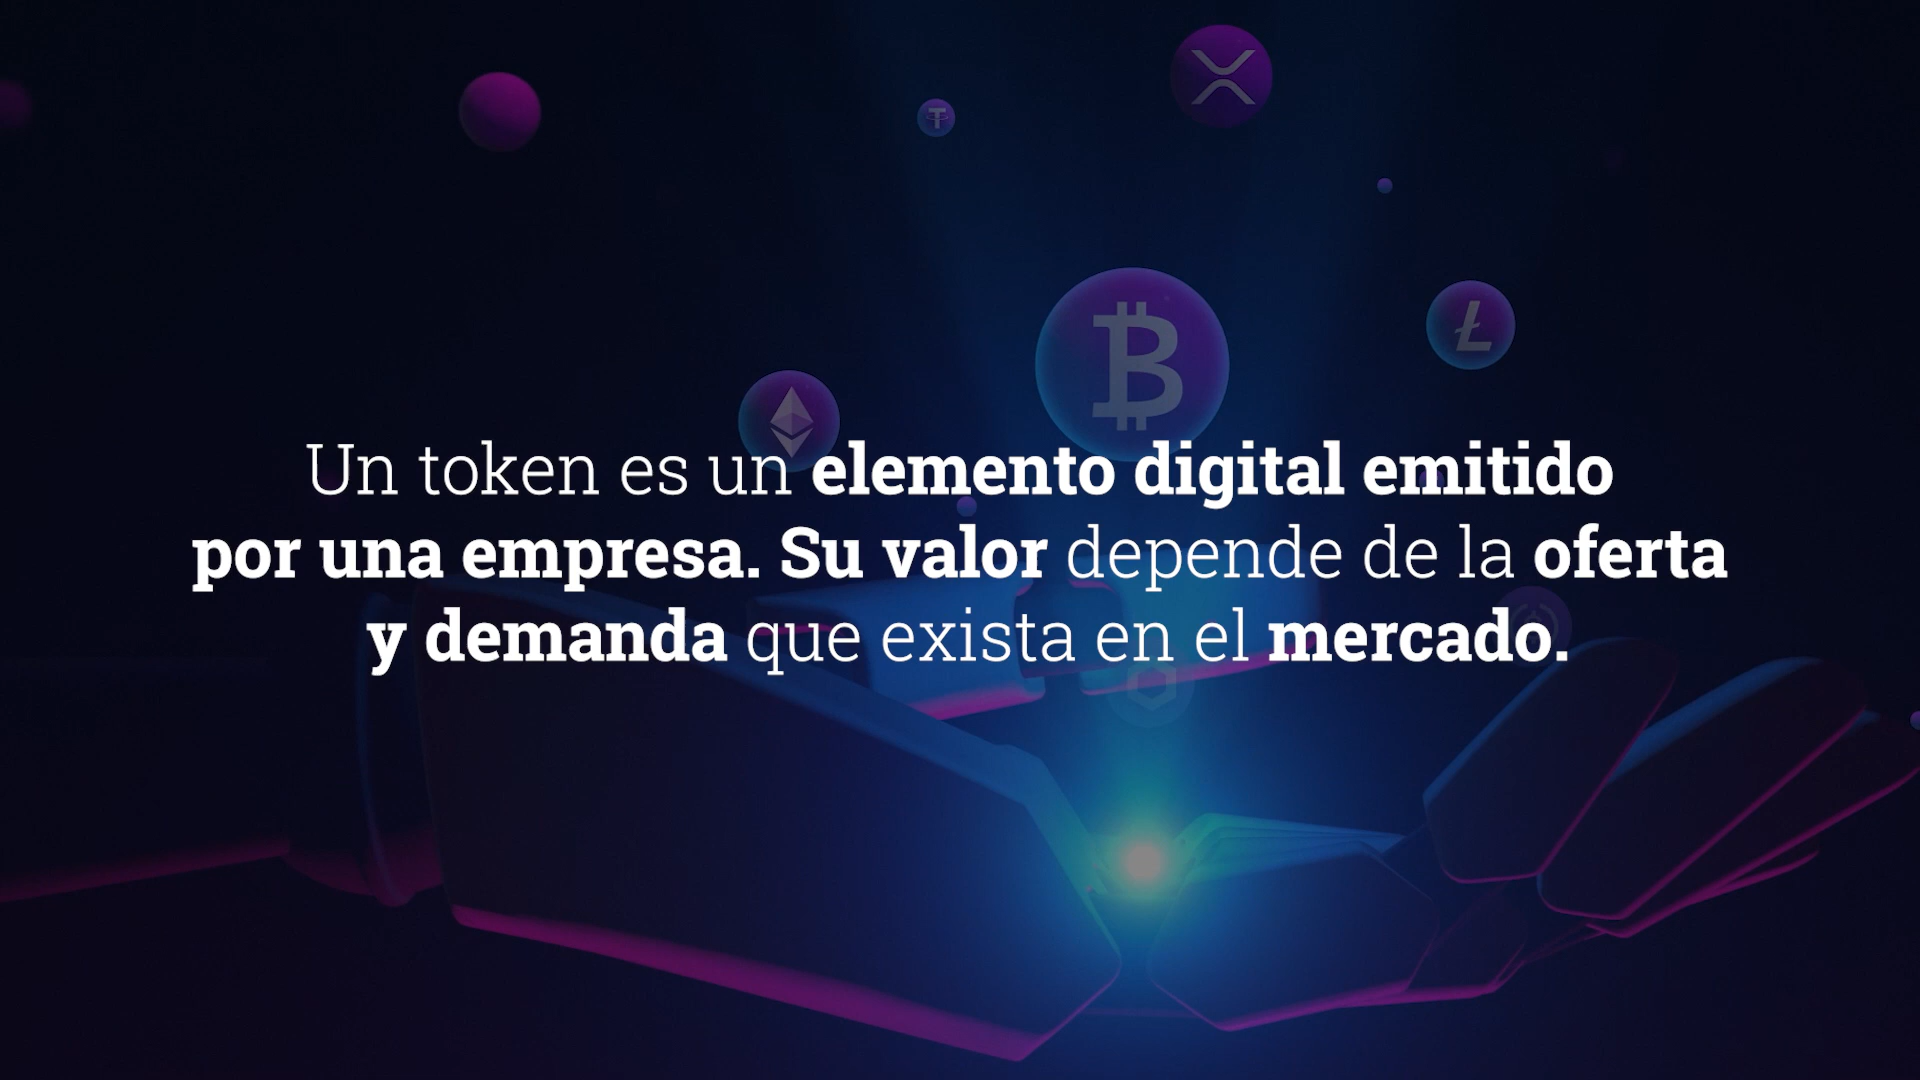 Un token es un elemento digital emitido
por una empresa. Su valor depende de la oferta
y demanda que exista en el mercado.